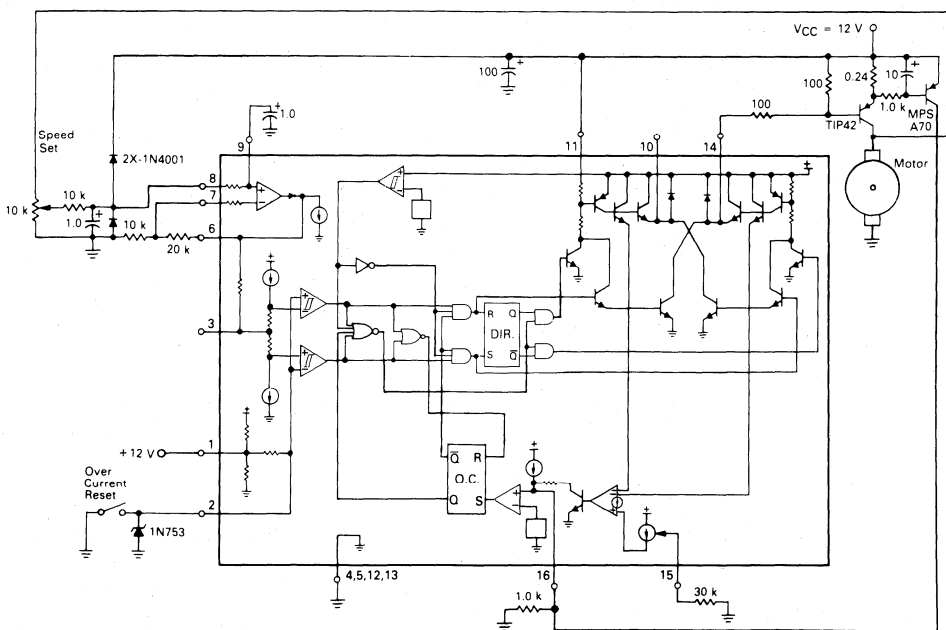 VCC = 12 V
100
+
100
0.24
10
+
1.0 k
MPS
A70
TIP42
100
+
1.0
Speed
Set
9
2X-1N4001
11
10
14
Motor
8
7
6
10 k
10 k
+
1.0
10 k
20 k
3
R
Q
DIR.
S
Q̅
+12 V
1
Over
Current
Reset
2
1N753
Q̅
R
O.C.
Q
S
4,5,12,13
16
15
1.0 k
30 k